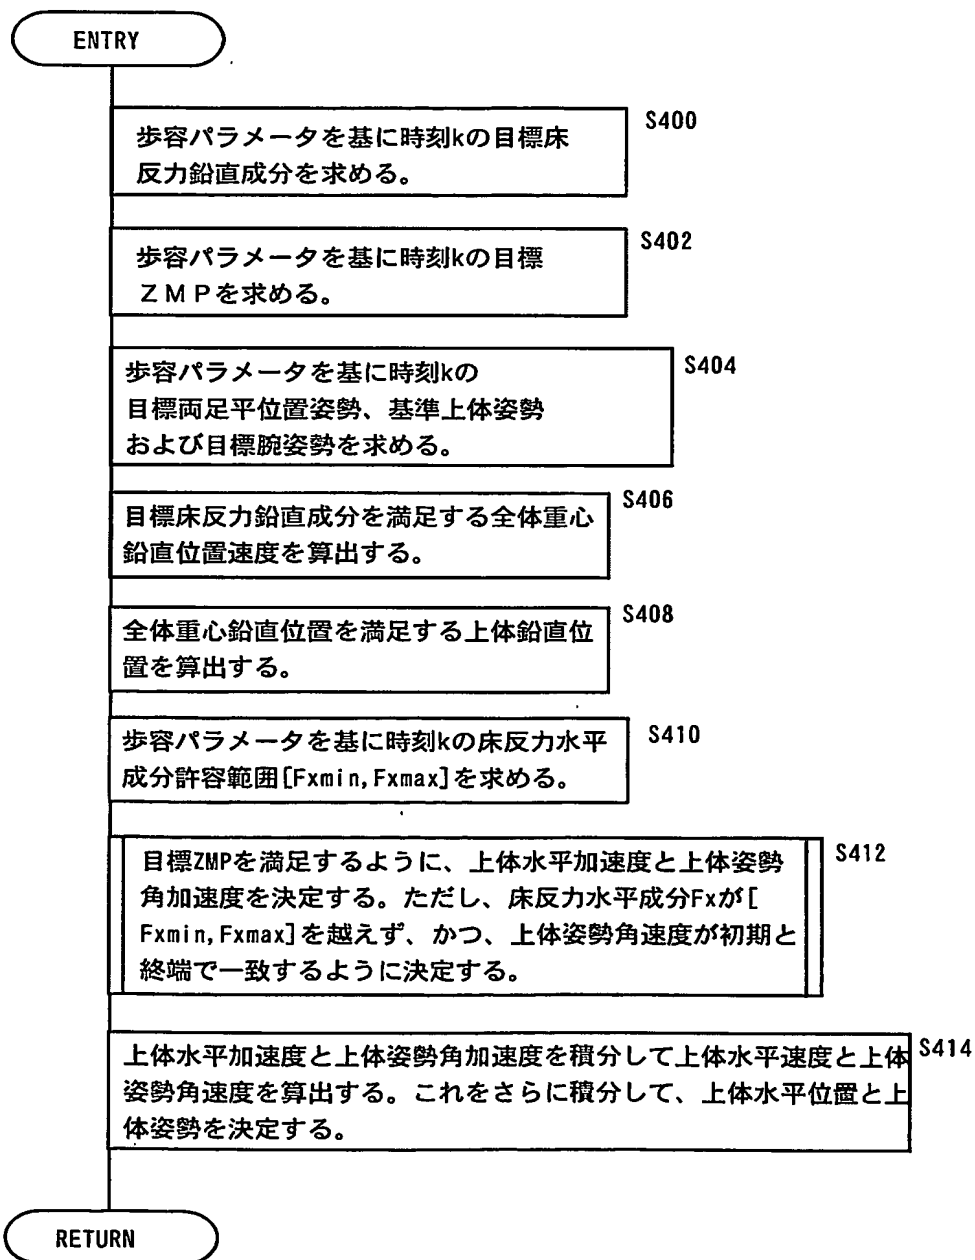 ENTRY
S400
歩容パラメータを基に時刻kの目標床
反力鉛直成分を求める。
S402
歩容パラメータを基に時刻kの目標
ＺＭＰを求める。
S404
歩容パラメータを基に時刻kの
目標両足平位置姿勢、基準上体姿勢
および目標腕姿勢を求める。
S406
目標床反力鉛直成分を満足する全体重心
鉛直位置速度を算出する。
S408
全体重心鉛直位置を満足する上体鉛直位
置を算出する。
S410
歩容パラメータを基に時刻kの床反力水平
成分許容範囲[Fxmin,Fxmax]を求める。
S412
目標ZMPを満足するように、上体水平加速度と上体姿勢
角加速度を決定する。ただし、床反力水平成分Fxが[
Fxmin,Fxmax]を越えず、かつ、上体姿勢角速度が初期と
終端で一致するように決定する。
S414
上体水平加速度と上体姿勢角加速度を積分して上体水平速度と上体
姿勢角速度を算出する。これをさらに積分して、上体水平位置と上
体姿勢を決定する。
RETURN